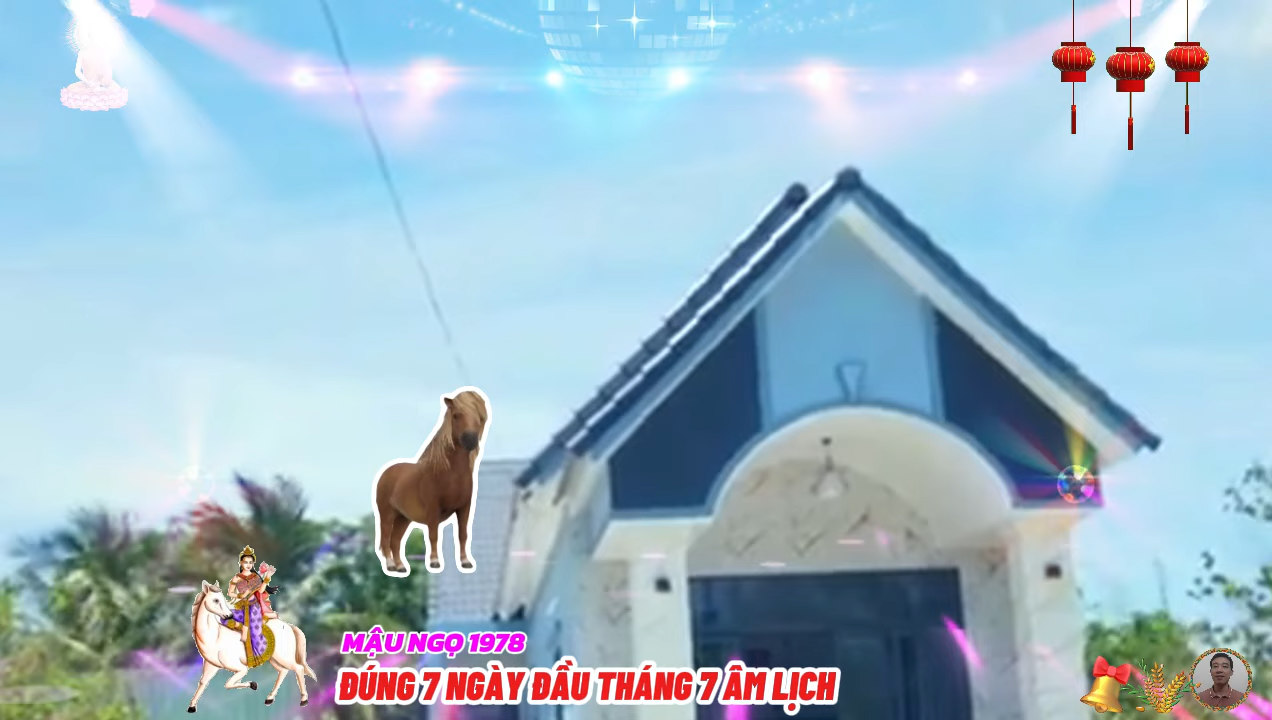 MẬU NGỌ 1978
ĐÚNG 7 NGÀY ĐẦU THÁNG 7 ÂM LỊCH